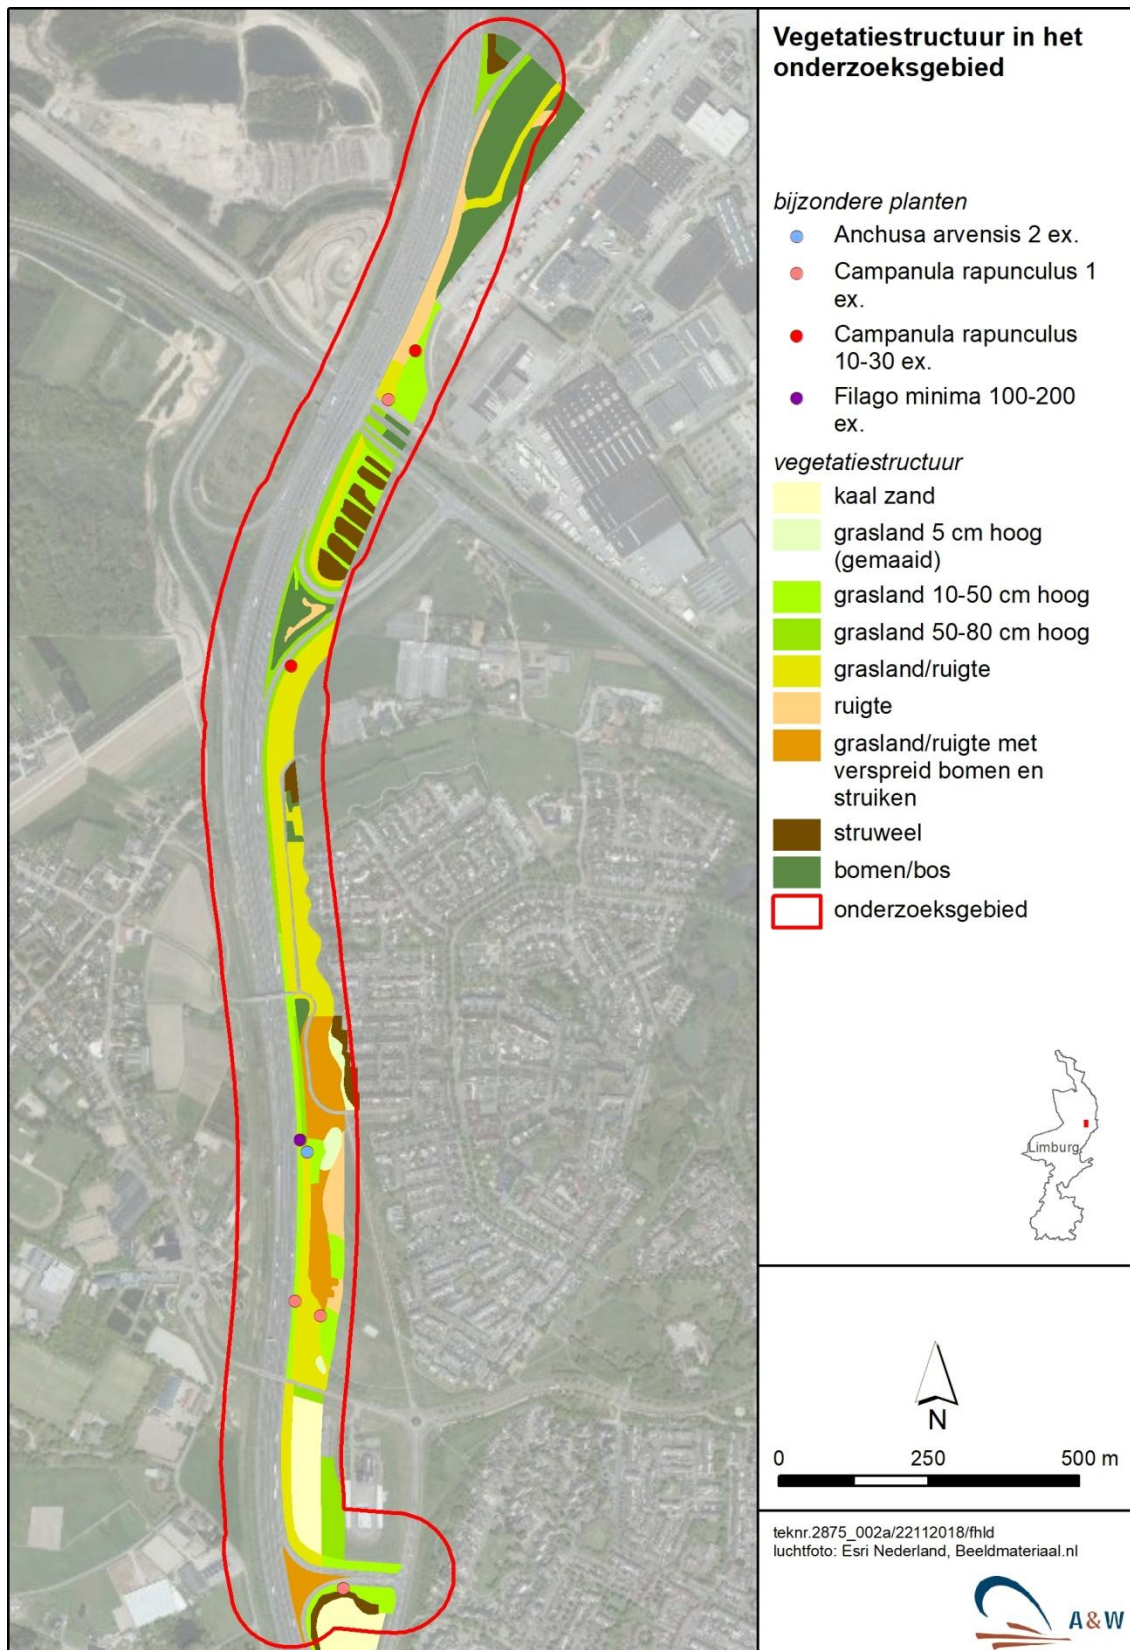 Vegetatiestructuur in het
onderzoeksgebied
bijzondere planten
Anchusa arvensis 2 ex.
Campanula rapunculus 1
ex.
Campanula rapunculus
10-30 ex.
Filago minima 100-200
ex.
vegetatiestructuur
kaal zand
grasland 5 cm hoog
(gemaaid)
grasland 10-50 cm hoog
grasland 50-80 cm hoog
grasland/ruigte
ruigte
grasland/ruigte met
verspreid bomen en
struiken
struweel
bomen/bos
onderzoeksgebied
Limburg
N
0 250 500 m
teknr.2875_002a/22112018/fhld
luchtfoto: Esri Nederland, Beeldmateriaal.nl
A&W